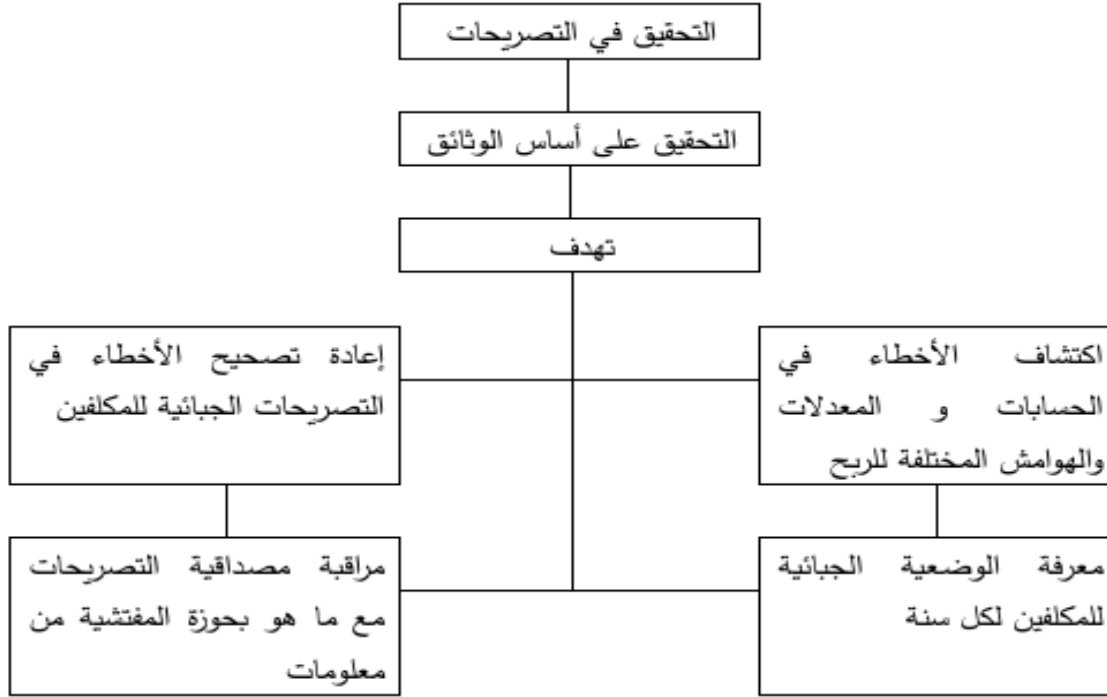 التحقيق في التصريحات
التحقيق على أساس الوثائق
تهدف
اكتشاف الأخطاء في
الحسابات و المعدلات
والهوامش المختلفة للربح
إعادة تصحيح الأخطاء في
التصريحات الجبائية للمكلفين
معرفة الوضعية الجبائية
للمكلفين لكل سنة
مراقبة مصداقية التصريحات
مع ما هو بحوزة المفتشية من
معلومات